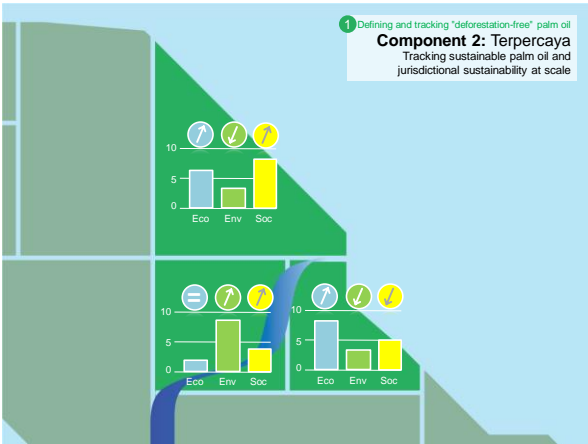 1 Defining and tracking "deforestation-free" palm oil
Component 2: Terpercaya
Tracking sustainable palm oil and
jurisdictional sustainability at scale
10
5
0
Eco Env Soc
10
5
0
Eco Env Soc
10
5
0
Eco Env Soc